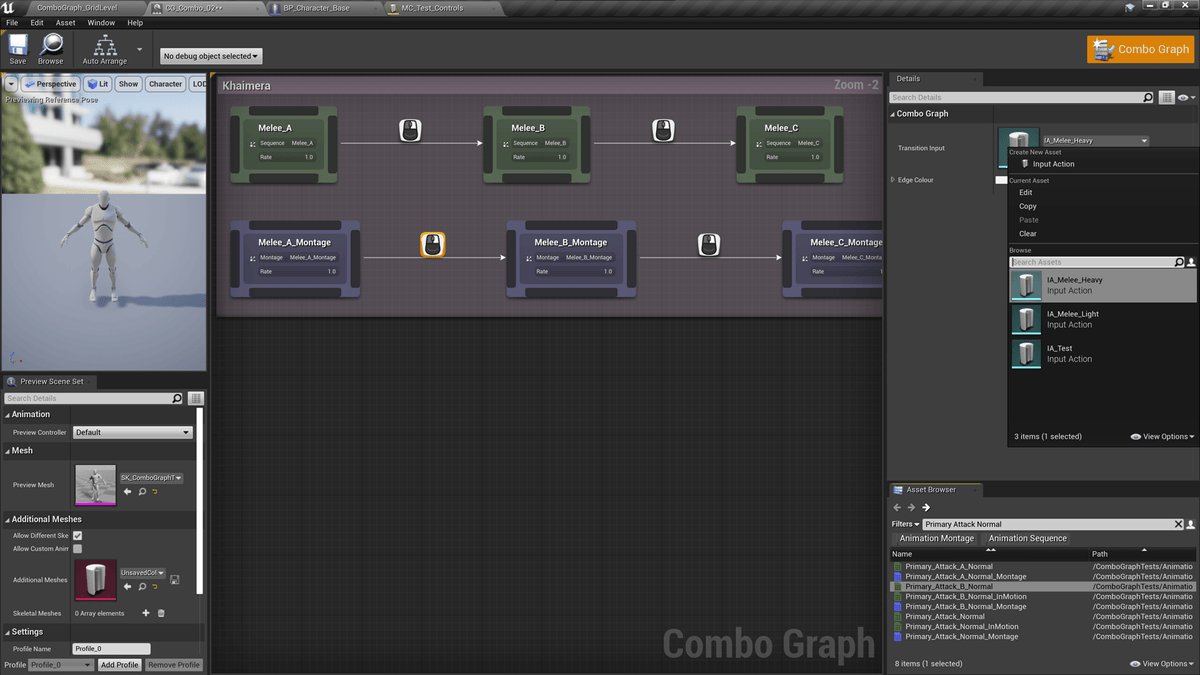 ComboGraph_GridLevel
CG_Combo_02**
BP_Character_Base
MC_Test_Controls
File Edit Asset Window Help
Save
Browse
Auto Arrange
No debug object selected
Combo Graph
Perspective Lit Show Character LOD
Previewing Reference Pose
Preview Scene Set
Search Details
Animation
Preview Controller Default
Mesh
Preview Mesh SK_ComboGraphT
Additional Meshes
Allow Different Ske
Allow Custom Anim
Additional Meshes UnsavedCol
Skeletal Meshes 0 Array elements
Settings
Profile Name Profile_0
Profile Profile_0 Add Profile Remove Profile
Khaimera
Zoom -2
Melee_A
Sequence Melee_A
Rate 1.0
Melee_B
Sequence Melee_B
Rate 1.0
Melee_C
Sequence Melee_C
Rate 1.0
Melee_A_Montage
Montage Melee_A_Montage
Rate 1.0
Melee_B_Montage
Montage Melee_B_Montage
Rate 1.0
Melee_C_Montage
Montage Melee_C_Monta
Rate 1
Combo Graph
Details
Search Details
Combo Graph
Transition Input IA_Melee_Heavy
Edge Colour
Create New Asset
Input Action
Current Asset
Edit
Copy
Paste
Clear
Browse
Search Assets
IA_Melee_Heavy
Input Action
IA_Melee_Light
Input Action
IA_Test
Input Action
3 items (1 selected) View Options
Asset Browser
Filters Primary Attack Normal
Animation Montage Animation Sequence
Name Path
Primary_Attack_A_Normal /ComboGraphTests/Animatio
Primary_Attack_A_Normal_Montage /ComboGraphTests/Animatio
Primary_Attack_B_Normal /ComboGraphTests/Animatio
Primary_Attack_B_Normal_InMotion /ComboGraphTests/Animatio
Primary_Attack_B_Normal_Montage /ComboGraphTests/Animatio
Primary_Attack_Normal /ComboGraphTests/Animatio
Primary_Attack_Normal_InMotion /ComboGraphTests/Animatio
Primary_Attack_Normal_Montage /ComboGraphTests/Animatio
8 items (1 selected) View Options